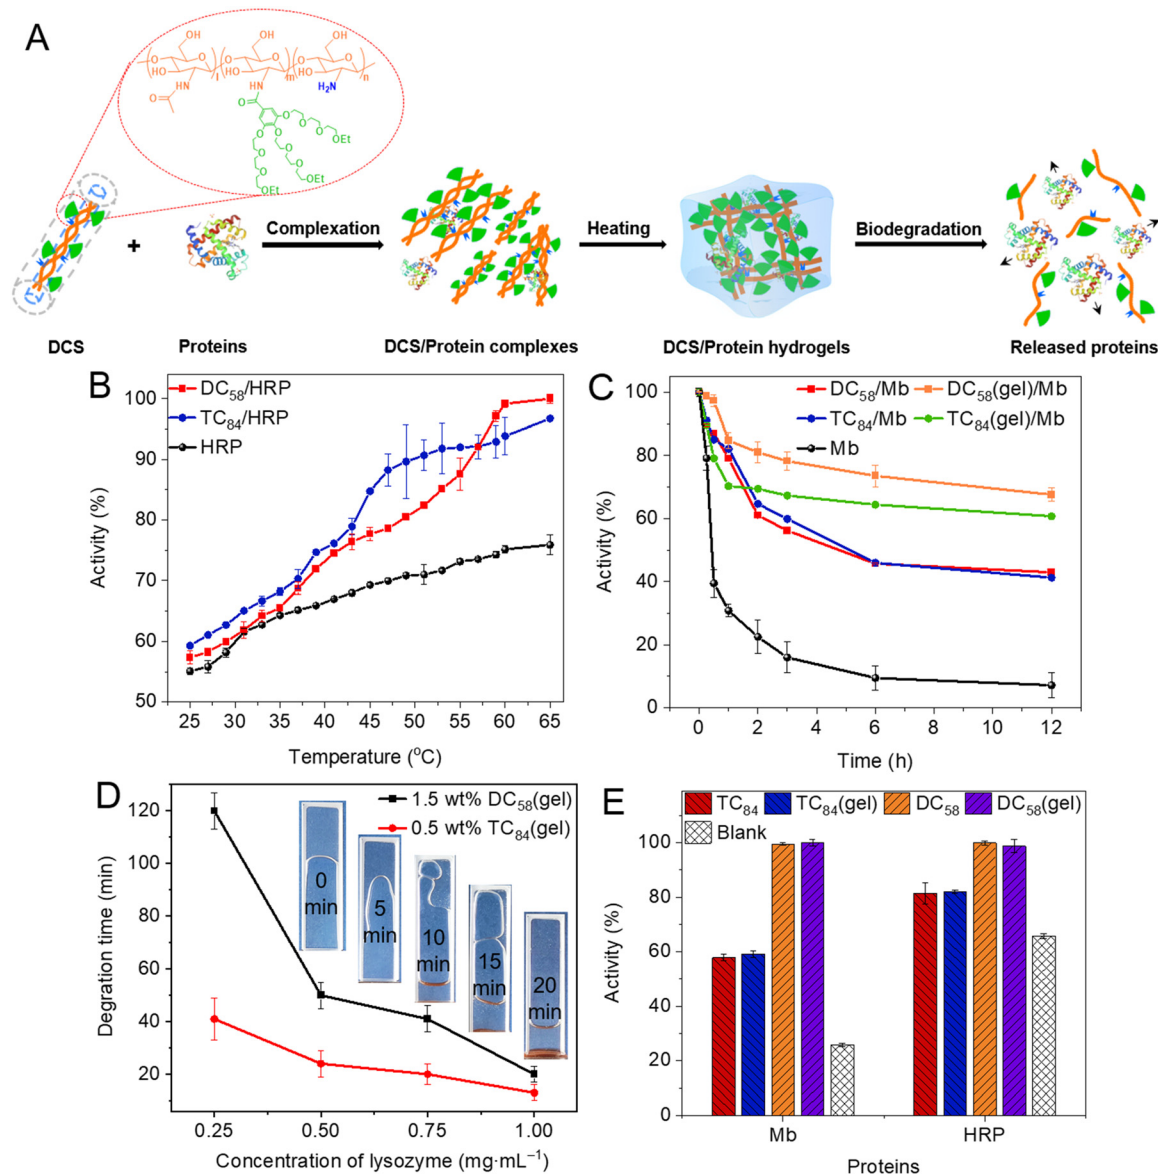 A
OH
OH
OH
O
O
O
O
O
O
O
HO
HO
HO
l
m
n
NH
HN
H₂N
O
O
O
O
O
O
OEt
O
O
O
O
O
O
OEt
OEt
+
Complexation
Heating
Biodegradation
DCS
Proteins
DCS/Protein complexes
DCS/Protein hydrogels
Released proteins
B
DC₅₈/HRP
TC₈₄/HRP
HRP
100
90
80
70
60
50
Activity (%)
25 30 35 40 45 50 55 60 65
Temperature (°C)
C
DC₅₈/Mb DC₅₈(gel)/Mb
TC₈₄/Mb TC₈₄(gel)/Mb
Mb
100
80
60
40
20
0
Activity (%)
0 2 4 6 8 10 12
Time (h)
D
1.5 wt% DC₅₈(gel)
0.5 wt% TC₈₄(gel)
120
100
80
60
40
20
Degration time (min)
0
min
5
min
10
min
15
min
20
min
0.25 0.50 0.75 1.00
Concentration of lysozyme (mg·mL⁻¹)
E
TC₈₄ TC₈₄(gel) DC₅₈ DC₅₈(gel)
Blank
100
80
60
40
20
0
Activity (%)
Mb HRP
Proteins